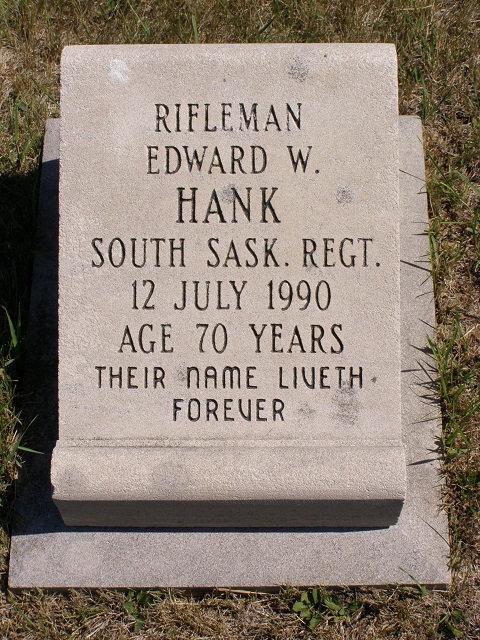 RIFLEMAN
EDWARD W.
HANK
SOUTH SASK. REGT.
12 JULY 1990
AGE 70 YEARS
THEIR NAME LIVETH
FOREVER